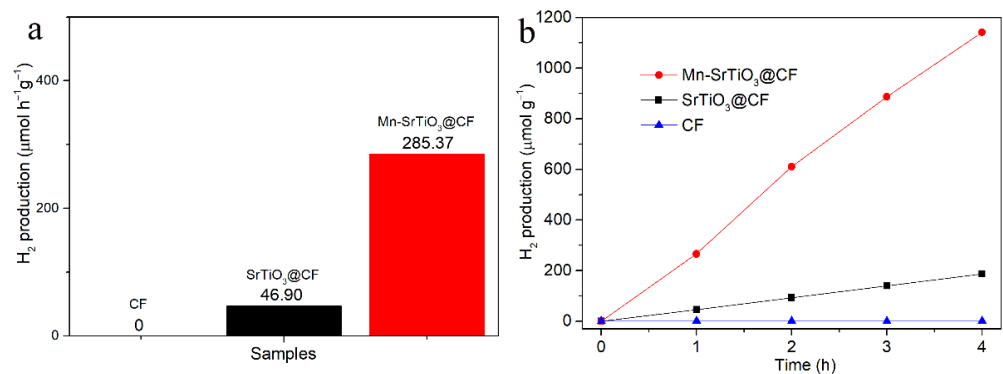 a
H₂ production (μmol h⁻¹g⁻¹)
400
200
0
CF
0
SrTiO₃@CF
46.90
Mn-SrTiO₃@CF
285.37
Samples
b
H₂ production (μmol g⁻¹)
1200
1000
800
600
400
200
0
Mn-SrTiO₃@CF
SrTiO₃@CF
CF
0 1 2 3 4
Time (h)